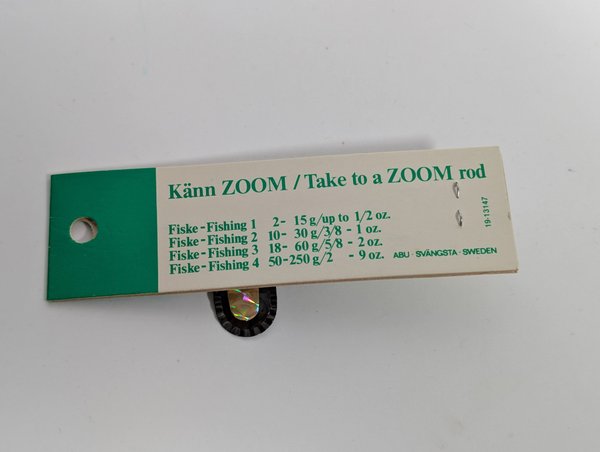 Känn ZOOM / Take to a ZOOM rod
Fiske-Fishing 1 2- 15 g/up to 1/2 oz.
Fiske-Fishing 2 10- 30 g/3/8 - 1 oz.
Fiske-Fishing 3 18- 60 g/5/8 - 2 oz.
Fiske-Fishing 4 50-250 g/2 - 9 oz.
ABU · SVÄNGSTA · SWEDEN
19-13147